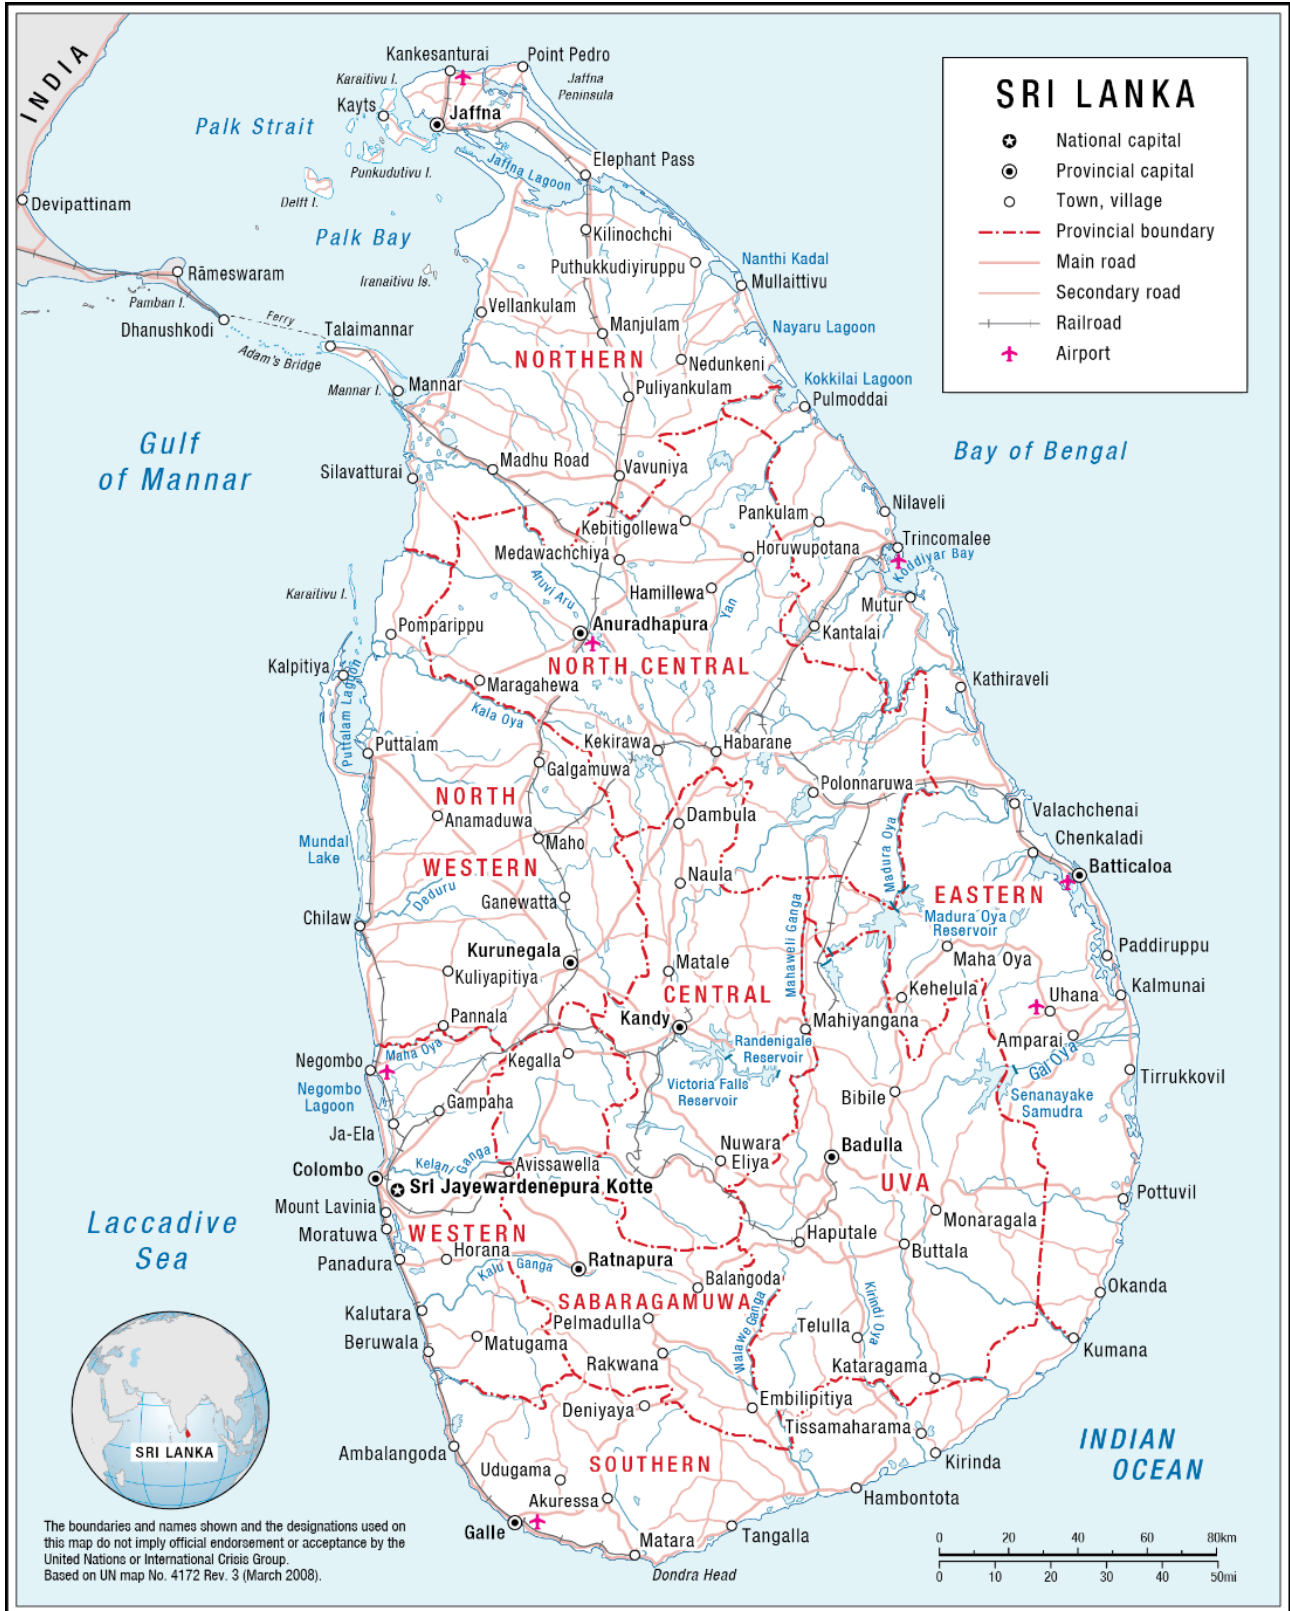 SRI LANKA
National capital
Provincial capital
Town, village
Provincial boundary
Main road
Secondary road
Railroad
Airport
INDIA
Kankesanturai
Point Pedro
Karaitivu I.
Jaffna
Peninsula
Kayts
Jaffna
Palk Strait
Punkudutivu I.
Jaffna Lagoon
Elephant Pass
Devipattinam
Delft I.
Palk Bay
Kilinochchi
Nanthi Kadal
Puthukkudiyiruppu
Rāmeswaram
Iranaitivu Is.
Mullaittivu
Pamban I.
Vellankulam
Dhanushkodi
Ferry
Talaimannar
Manjulam
Nayaru Lagoon
Adam's Bridge
NORTHERN
Nedunkeni
Mannar I.
Mannar
Puliyankulam
Kokkilai Lagoon
Pulmoddai
Gulf
of Mannar
Bay of Bengal
Silavatturai
Madhu Road
Vavuniya
Nilaveli
Kebitigollewa
Pankulam
Trincomalee
Medawachchiya
Horuwupotana
Koddiyar Bay
Karaitivu I.
Aruvi Aru
Hamillewa
Yan
Mutur
Pomparippu
Anuradhapura
Kantalai
Kalpitiya
NORTH CENTRAL
Maragahewa
Kathiraveli
Puttalam Lagoon
Kala Oya
Puttalam
Kekirawa
Habarane
Galgamuwa
Polonnaruwa
NORTH
WESTERN
Anamaduwa
Dambula
Valachchenai
Mundal
Lake
Maho
Madura Oya
Chenkaladi
Batticaloa
Deduru
Ganewatta
Naula
EASTERN
Chilaw
Mahaweli Ganga
Madura Oya
Reservoir
Kurunegala
Matale
Maha Oya
Paddiruppu
Kuliyapitiya
CENTRAL
Kehelula
Uhana
Kalmunai
Pannala
Kandy
Mahiyangana
Amparai
Negombo
Maha Oya
Kegalla
Randenigale
Reservoir
Gal Oya
Negombo
Lagoon
Victoria Falls
Reservoir
Tirrukkovil
Gampaha
Bibile
Senanayake
Samudra
Ja-Ela
Nuwara
Eliya
Badulla
Colombo
Kelani Ganga
Avissawella
Sri Jayewardenepura Kotte
UVA
Pottuvil
Mount Lavinia
Laccadive
Sea
Moratuwa
WESTERN
Monaragala
Panadura
Horana
Haputale
Buttala
Kalu Ganga
Ratnapura
Balangoda
Okanda
Kalutara
SABARAGAMUWA
Pelmadulla
Walawe Ganga
Kirindi Oya
Telulla
Beruwala
Matugama
Kumana
Rakwana
Kataragama
Deniyaya
Embilipitiya
Tissamaharama
Ambalangoda
INDIAN
OCEAN
SRI LANKA
Udugama
SOUTHERN
Kirinda
Akuressa
Hambontota
Galle
Matara
Tangalla
Dondra Head
The boundaries and names shown and the designations used on
this map do not imply official endorsement or acceptance by the
United Nations or International Crisis Group.
Based on UN map No. 4172 Rev. 3 (March 2008).
0 20 40 60 80km
0 10 20 30 40 50mi